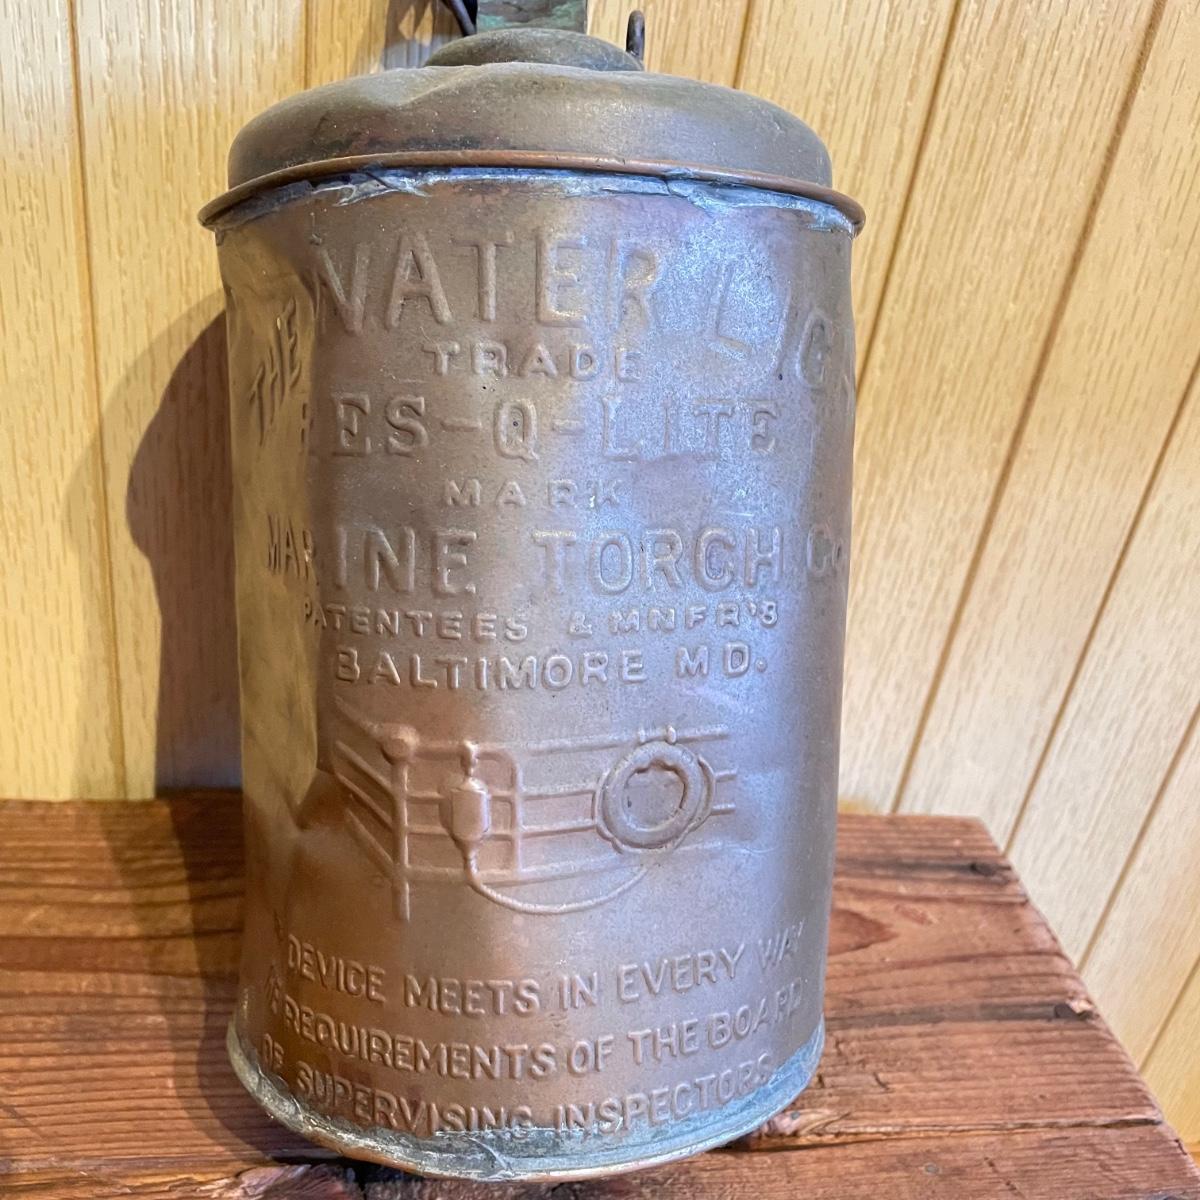 THE WATER LIG
TRADE
RES-Q-LITE
MARK
MARINE TORCH CO
PATENTEES & MNFR'S
BALTIMORE MD.
DEVICE MEETS IN EVERY WAY
REQUIREMENTS OF THE BOARD
OF SUPERVISING INSPECTORS